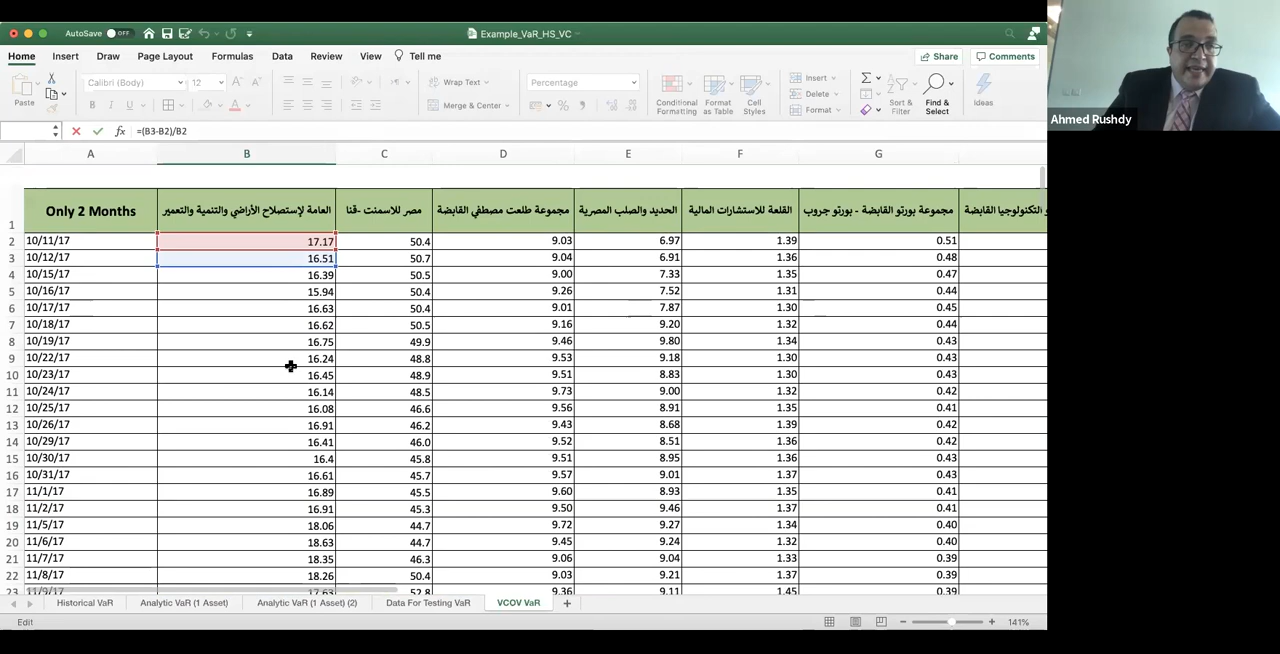 AutoSave OFF
Example_VaR_HS_VC
Home Insert Draw Page Layout Formulas Data Review View Tell me Share Comments
Paste Calibri (Body) 12 Wrap Text Percentage Insert
B I U Merge & Center % Conditional Formatting Format as Table Cell Styles Delete Format Sort & Filter Find & Select Ideas
Ahmed Rushdy
fx =(B3-B2)/B2
A B C D E F G
1 Only 2 Months العامة لإستصلاح الأراضي والتنمية والتعمير مصر للاسمنت -قنا مجموعة طلعت مصطفي القابضة الحديد والصلب المصرية القلعة للاستشارات المالية مجموعة بورتو القابضة - بورتو جروب و التكنولوجيا القابضة
2 10/11/17 17.17 50.4 9.03 6.97 1.39 0.51
3 10/12/17 16.51 50.7 9.04 6.91 1.36 0.48
4 10/15/17 16.39 50.5 9.00 7.33 1.35 0.47
5 10/16/17 15.94 50.4 9.26 7.52 1.31 0.44
6 10/17/17 16.63 50.4 9.01 7.87 1.30 0.45
7 10/18/17 16.62 50.5 9.16 9.20 1.32 0.44
8 10/19/17 16.75 49.9 9.46 9.80 1.34 0.43
9 10/22/17 16.24 48.8 9.53 9.18 1.30 0.43
10 10/23/17 16.45 48.9 9.51 8.83 1.30 0.43
11 10/24/17 16.14 48.5 9.73 9.00 1.32 0.42
12 10/25/17 16.08 46.6 9.56 8.91 1.35 0.41
13 10/26/17 16.91 46.2 9.43 8.68 1.39 0.42
14 10/29/17 16.41 46.0 9.52 8.51 1.36 0.42
15 10/30/17 16.4 45.8 9.51 8.95 1.36 0.43
16 10/31/17 16.61 45.7 9.57 9.01 1.37 0.43
17 11/1/17 16.89 45.5 9.60 8.93 1.35 0.41
18 11/2/17 16.91 45.3 9.50 9.46 1.37 0.41
19 11/5/17 18.06 44.7 9.72 9.27 1.34 0.40
20 11/6/17 18.63 44.7 9.45 9.24 1.32 0.40
21 11/7/17 18.35 46.3 9.06 9.04 1.33 0.39
22 11/8/17 18.26 50.4 9.03 9.21 1.37 0.39
23 11/9/17 17.63 52.8 9.36 9.11 1.45 0.39
Historical VaR Analytic VaR (1 Asset) Analytic VaR (1 Asset) (2) Data For Testing VaR VCOV VaR +
Edit 141%